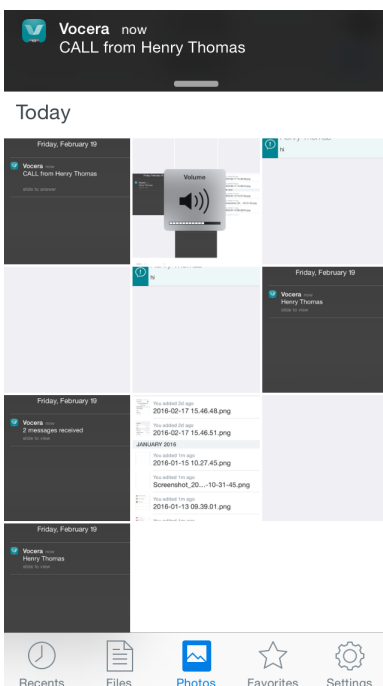 Vocera now
CALL from Henry Thomas
Today
Friday, February 19
Vocera now
CALL from Henry Thomas
slide to answer
Volume
hi
hi
Friday, February 19
Vocera now
Henry Thomas
slide to view
Friday, February 19
Vocera now
2 messages received
slide to view
You added 2d ago
2016-02-17 15.46.48.png
You added 2d ago
2016-02-17 15.46.51.png
JANUARY 2016
You added 1m ago
2016-01-15 10.27.45.png
You added 1m ago
Screenshot_20...-10-31-45.png
You added 1m ago
2016-01-13 09.39.01.png
Friday, February 19
Vocera now
Henry Thomas
slide to view
Recents Files Photos Favorites Settings